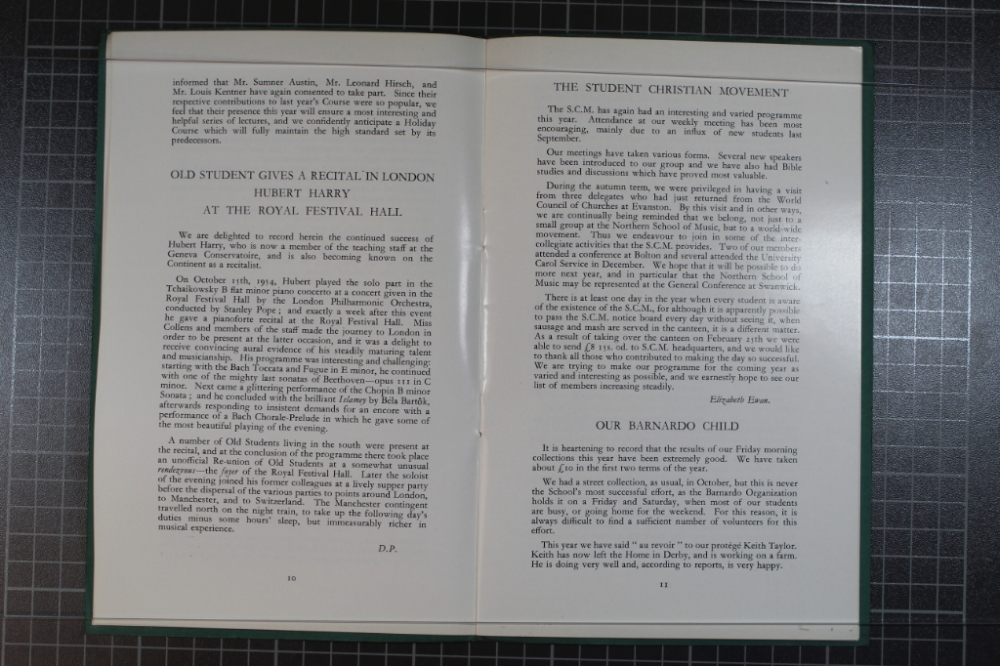 informed that Mr. Sumner Austin, Mr. Leonard Hirsch, and
Mr. Louis Kentner have again consented to take part. Since their
respective contributions to last year's Course were so popular, we
feel that their presence this year will ensure a most interesting and
helpful series of lectures, and we confidently anticipate a Holiday
Course which will fully maintain the high standard set by its
predecessors.
OLD STUDENT GIVES A RECITAL IN LONDON
HUBERT HARRY
AT THE ROYAL FESTIVAL HALL
We are delighted to record herein the continued success of
Hubert Harry, who is now a member of the teaching staff at the
Geneva Conservatoire, and is also becoming known on the
Continent as a recitalist.
On October 15th, 1954, Hubert played the solo part in the
Tchaikowsky B flat minor piano concerto at a concert given in the
Royal Festival Hall by the London Philharmonic Orchestra,
conducted by Stanley Pope; and exactly a week after this event
he gave a pianoforte recital at the Royal Festival Hall. Miss
Collens and members of the staff made the journey to London in
order to be present at the latter occasion, and it was a delight to
receive convincing aural evidence of his steadily maturing talent
and musicianship. His programme was interesting and challenging:
starting with the Bach Toccata and Fugue in E minor, he continued
with one of the mighty last sonatas of Beethoven—opus 111 in C
minor. Next came a glittering performance of the Chopin B minor
Sonata; and he concluded with the brilliant Islamey by Béla Bartôk,
afterwards responding to insistent demands for an encore with a
performance of a Bach Chorale-Prelude in which he gave some of
the most beautiful playing of the evening.
A number of Old Students living in the south were present at
the recital, and at the conclusion of the programme there took place
an unofficial Re-union of Old Students at a somewhat unusual
rendezvous—the foyer of the Royal Festival Hall. Later the soloist
of the evening joined his former colleagues at a lively supper party
before the dispersal of the various parties to points around London,
to Manchester, and to Switzerland. The Manchester contingent
travelled north on the night train, to take up the following day's
duties minus some hours' sleep, but immeasurably richer in
musical experience.
D.P.
10
THE STUDENT CHRISTIAN MOVEMENT
The S.C.M. has again had an interesting and varied programme
this year. Attendance at our weekly meeting has been most
encouraging, mainly due to an influx of new students last
September.
Our meetings have taken various forms. Several new speakers
have been introduced to our group and we have also had Bible
studies and discussions which have proved most valuable.
During the autumn term, we were privileged in having a visit
from three delegates who had just returned from the World
Council of Churches at Evanston. By this visit and in other ways,
we are continually being reminded that we belong, not just to a
small group at the Northern School of Music, but to a world-wide
movement. Thus we endeavour to join in some of the inter-
collegiate activities that the S.C.M. provides. Two of our members
attended a conference at Bolton and several attended the University
Carol Service in December. We hope that it will be possible to do
more next year, and in particular that the Northern School of
Music may be represented at the General Conference at Swanwick.
There is at least one day in the year when every student is aware
of the existence of the S.C.M., for although it is apparently possible
to pass the S.C.M. notice board every day without seeing it, when
sausage and mash are served in the canteen, it is a different matter.
As a result of taking over the canteen on February 25th we were
able to send £8 15s. od. to S.C.M. headquarters, and we would like
to thank all those who contributed to making the day so successful.
We are trying to make our programme for the coming year as
varied and interesting as possible, and we earnestly hope to see our
list of members increasing steadily.
Elizabeth Ewan.
OUR BARNARDO CHILD
It is heartening to record that the results of our Friday morning
collections this year have been extremely good. We have taken
about £10 in the first two terms of the year.
We had a street collection, as usual, in October, but this is never
the School's most successful effort, as the Barnardo Organization
holds it on a Friday and Saturday, when most of our students
are busy, or going home for the weekend. For this reason, it is
always difficult to find a sufficient number of volunteers for this
effort.
This year we have said " au revoir " to our protégé Keith Taylor.
Keith has now left the Home in Derby, and is working on a farm.
He is doing very well and, according to reports, is very happy.
11